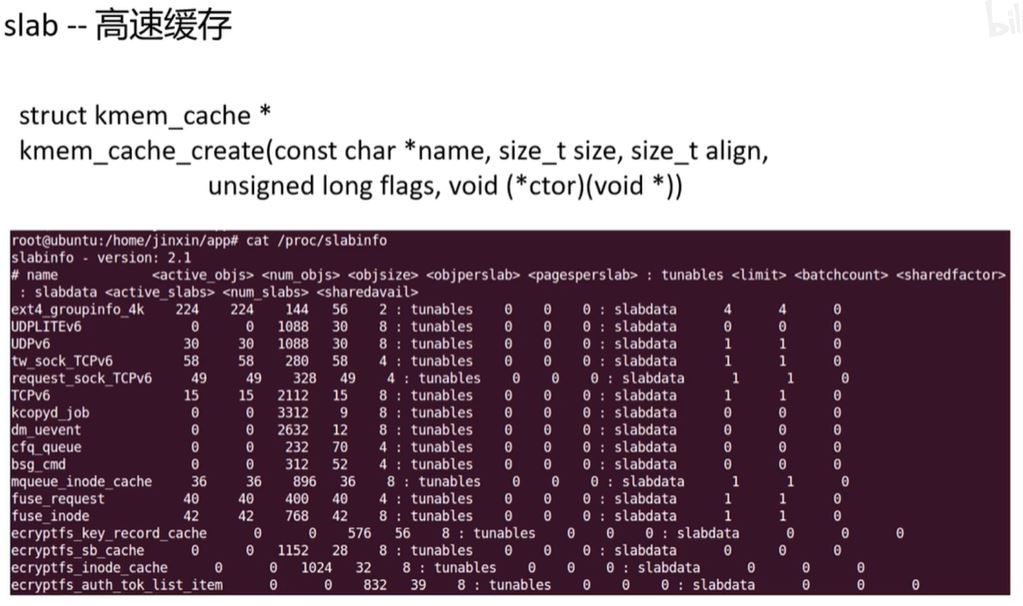 slab -- 高速缓存
struct kmem_cache *
kmem_cache_create(const char *name, size_t size, size_t align,
unsigned long flags, void (*ctor)(void *))
root@ubuntu:/home/jinxin/app# cat /proc/slabinfo
slabinfo - version: 2.1
# name <active_objs> <num_objs> <objsize> <objperslab> <pagesperslab> : tunables <limit> <batchcount> <sharedfactor>
: slabdata <active_slabs> <num_slabs> <sharedavail>
ext4_groupinfo_4k 224 224 144 56 2 : tunables 0 0 0 : slabdata 4 4 0
UDPLITEv6 0 0 1088 30 8 : tunables 0 0 0 : slabdata 0 0 0
UDPv6 30 30 1088 30 8 : tunables 0 0 0 : slabdata 1 1 0
tw_sock_TCPv6 58 58 280 58 4 : tunables 0 0 0 : slabdata 1 1 0
request_sock_TCPv6 49 49 328 49 4 : tunables 0 0 0 : slabdata 1 1 0
TCPv6 15 15 2112 15 8 : tunables 0 0 0 : slabdata 1 1 0
kcopyd_job 0 0 3312 9 8 : tunables 0 0 0 : slabdata 0 0 0
dm_uevent 0 0 2632 12 8 : tunables 0 0 0 : slabdata 0 0 0
cfq_queue 0 0 232 70 4 : tunables 0 0 0 : slabdata 0 0 0
bsg_cmd 0 0 312 52 4 : tunables 0 0 0 : slabdata 0 0 0
mqueue_inode_cache 36 36 896 36 8 : tunables 0 0 0 : slabdata 1 1 0
fuse_request 40 40 400 40 4 : tunables 0 0 0 : slabdata 1 1 0
fuse_inode 42 42 768 42 8 : tunables 0 0 0 : slabdata 1 1 0
ecryptfs_key_record_cache 0 0 576 56 8 : tunables 0 0 0 : slabdata 0 0 0
ecryptfs_sb_cache 0 0 1152 28 8 : tunables 0 0 0 : slabdata 0 0 0
ecryptfs_inode_cache 0 0 1024 32 8 : tunables 0 0 0 : slabdata 0 0 0
ecryptfs_auth_tok_list_item 0 0 832 39 8 : tunables 0 0 0 : slabdata 0 0 0